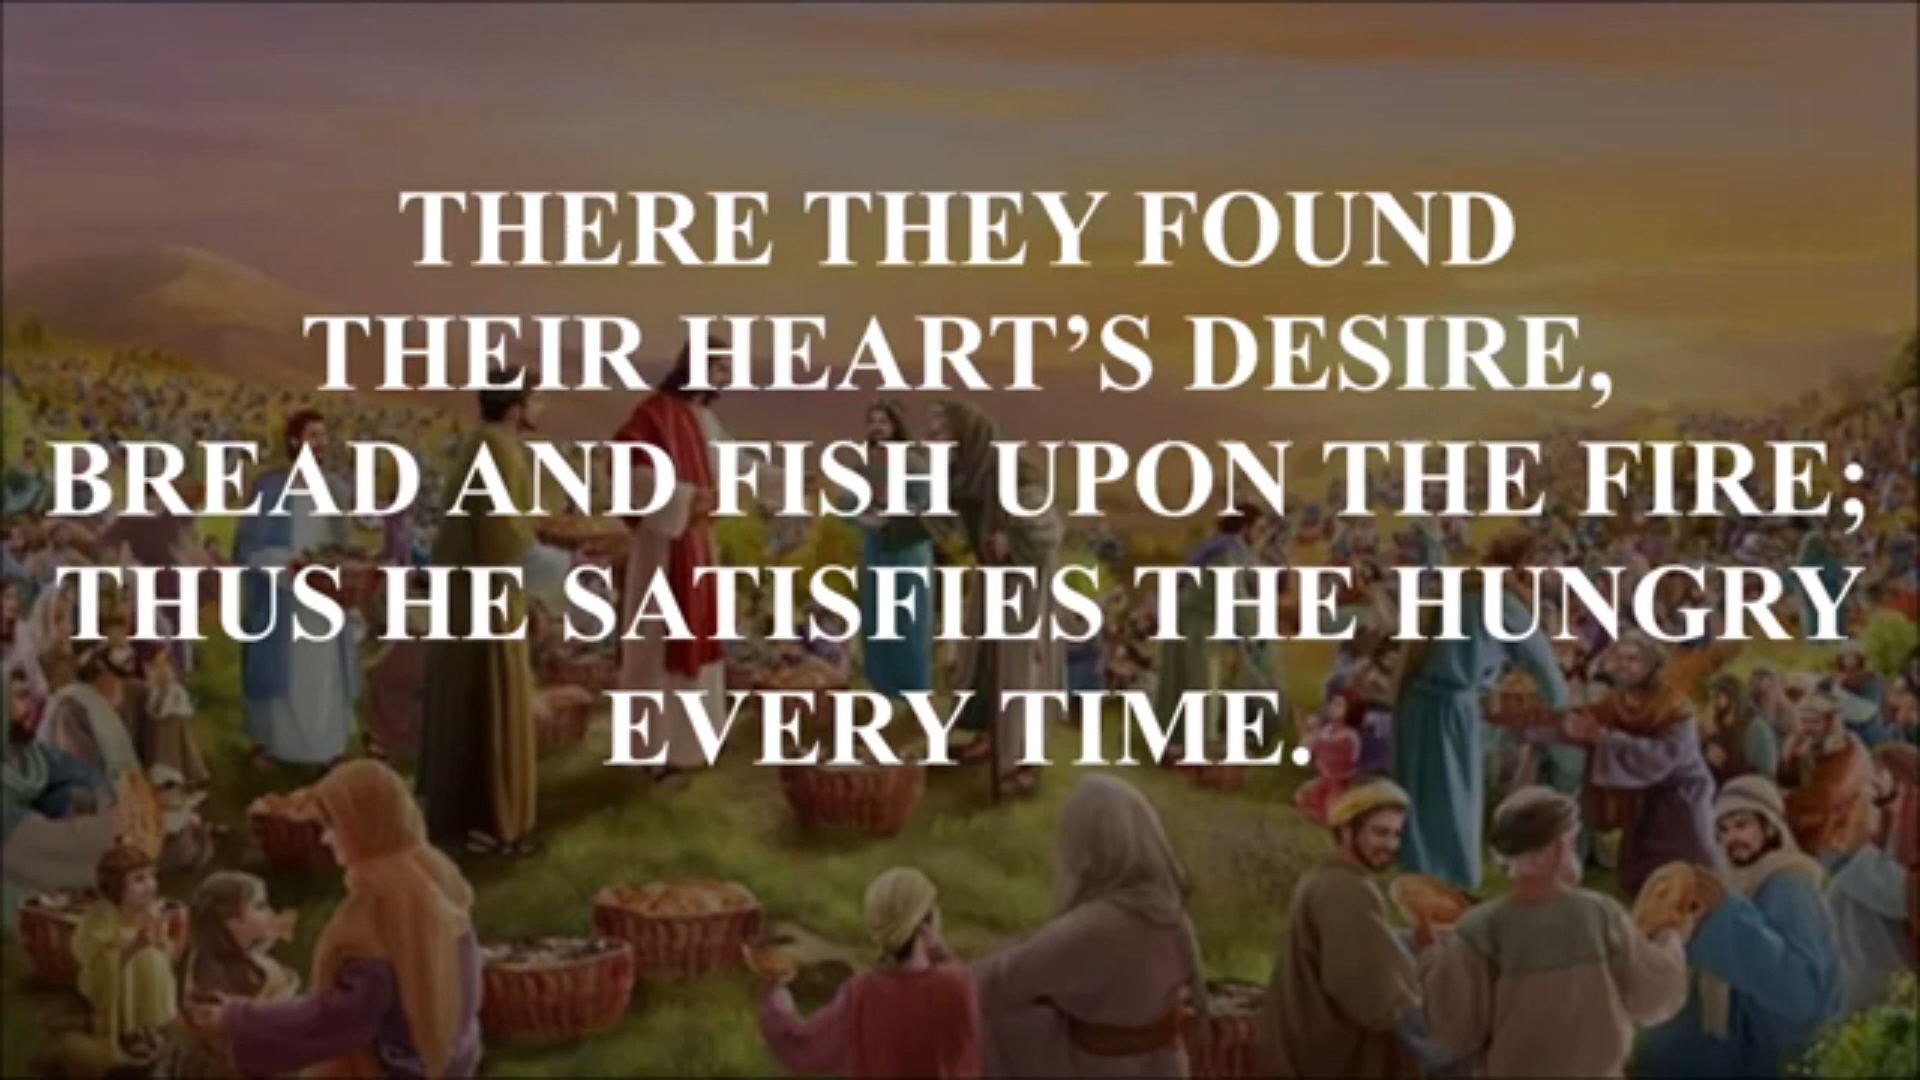 THERE THEY FOUND
THEIR HEART’S DESIRE,
BREAD AND FISH UPON THE FIRE;
THUS HE SATISFIES THE HUNGRY
EVERY TIME.